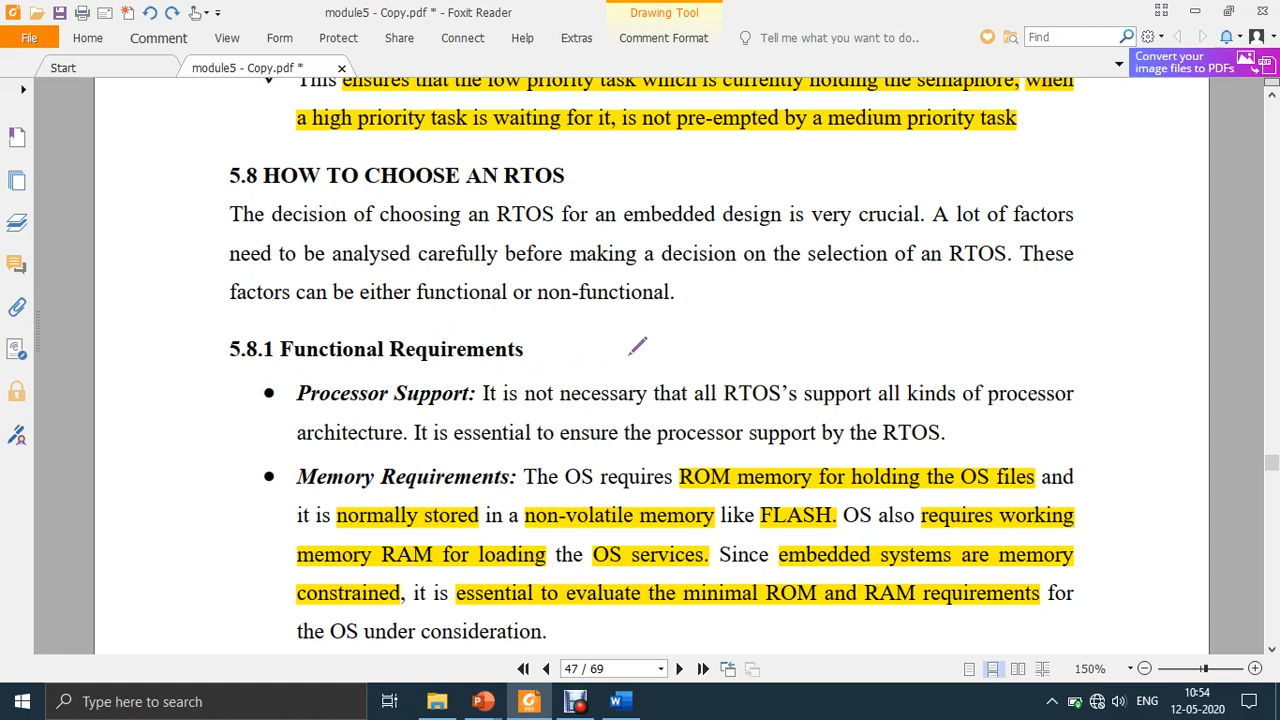 module5 - Copy.pdf * - Foxit Reader
Drawing Tool
File Home Comment View Form Protect Share Connect Help Extras Comment Format Tell me what you want to do.. Find
Start module5 - Copy.pdf * Convert your image files to PDFs
This ensures that the low priority task which is currently holding the semaphore, when
a high priority task is waiting for it, is not pre-empted by a medium priority task
5.8 HOW TO CHOOSE AN RTOS
The decision of choosing an RTOS for an embedded design is very crucial. A lot of factors
need to be analysed carefully before making a decision on the selection of an RTOS. These
factors can be either functional or non-functional.
5.8.1 Functional Requirements
● Processor Support: It is not necessary that all RTOS’s support all kinds of processor
architecture. It is essential to ensure the processor support by the RTOS.
● Memory Requirements: The OS requires ROM memory for holding the OS files and
it is normally stored in a non-volatile memory like FLASH. OS also requires working
memory RAM for loading the OS services. Since embedded systems are memory
constrained, it is essential to evaluate the minimal ROM and RAM requirements for
the OS under consideration.
47 / 69 150%
Type here to search ENG 10:54
12-05-2020